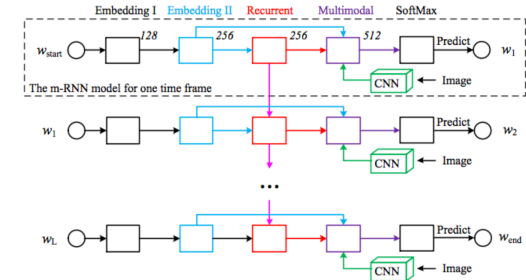 Embedding I Embedding II Recurrent Multimodal SoftMax
128 256 256 512
Predict
w_start w_1
CNN Image
The m-RNN model for one time frame
Predict
w_1 w_2
CNN Image
...
Predict
w_L w_end
CNN Image